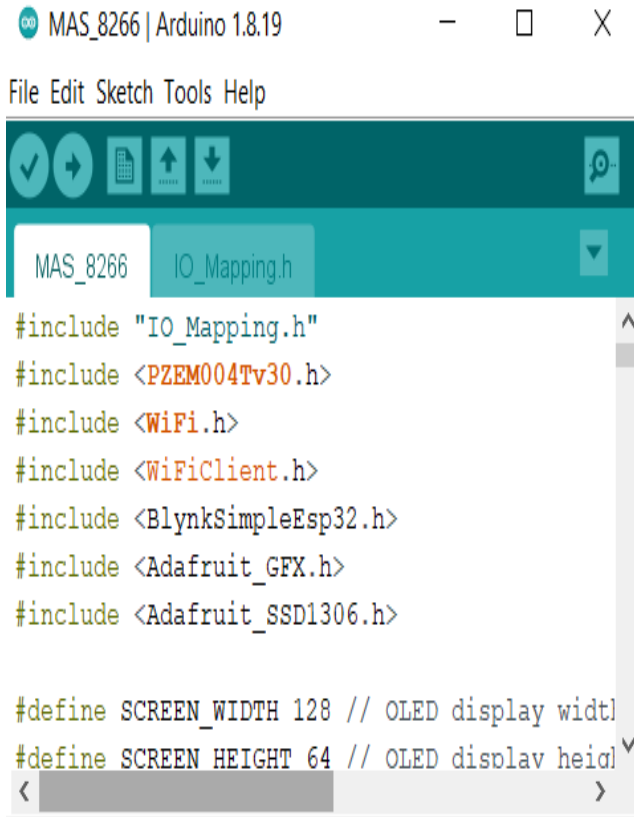 MAS_8266 | Arduino 1.8.19
File Edit Sketch Tools Help
MAS_8266 IO_Mapping.h
#include "IO_Mapping.h"
#include <PZEM004Tv30.h>
#include <WiFi.h>
#include <WiFiClient.h>
#include <BlynkSimpleEsp32.h>
#include <Adafruit_GFX.h>
#include <Adafruit_SSD1306.h>
#define SCREEN_WIDTH 128 // OLED display
#define SCREEN_HEIGHT 64 // OLED display